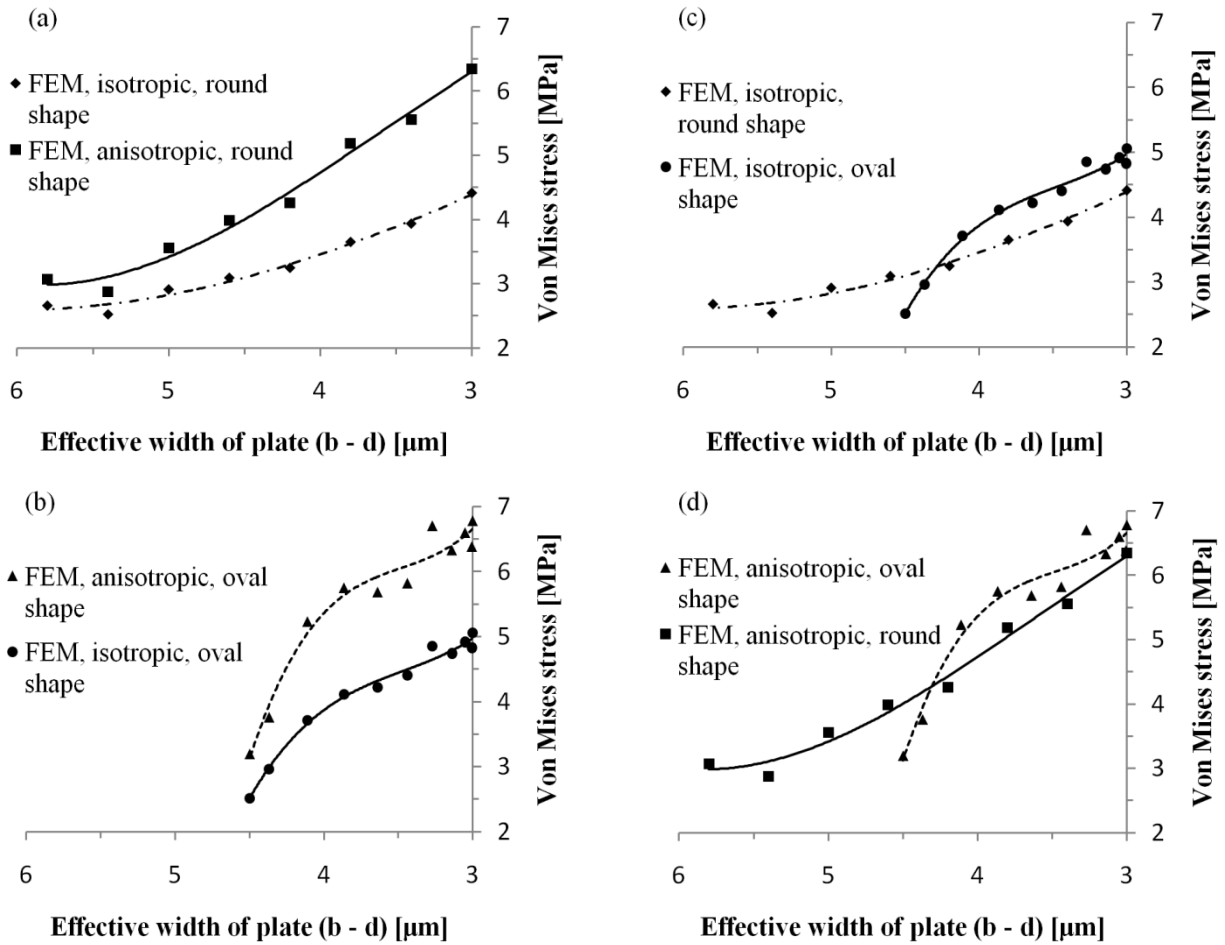 (a)
FEM, isotropic, round
shape
FEM, anisotropic, round
shape
7
6
5
4
3
2
Von Mises stress [MPa]
6 5 4 3
Effective width of plate (b - d) [μm]
(c)
FEM, isotropic,
round shape
FEM, isotropic, oval
shape
7
6
5
4
3
2
Von Mises stress [MPa]
6 5 4 3
Effective width of plate (b - d) [μm]
(b)
FEM, anisotropic, oval
shape
FEM, isotropic, oval
shape
7
6
5
4
3
2
Von Mises stress [MPa]
6 5 4 3
Effective width of plate (b - d) [μm]
(d)
FEM, anisotropic, oval
shape
FEM, anisotropic, round
shape
7
6
5
4
3
2
Von Mises stress [MPa]
6 5 4 3
Effective width of plate (b - d) [μm]